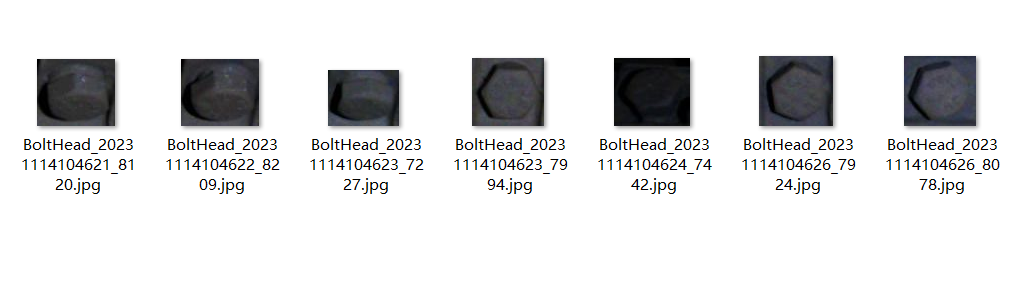 BoltHead_2023
1114104621_81
20.jpg
BoltHead_2023
1114104622_82
09.jpg
BoltHead_2023
1114104623_72
27.jpg
BoltHead_2023
1114104623_79
94.jpg
BoltHead_2023
1114104624_74
42.jpg
BoltHead_2023
1114104626_79
24.jpg
BoltHead_2023
1114104626_80
78.jpg